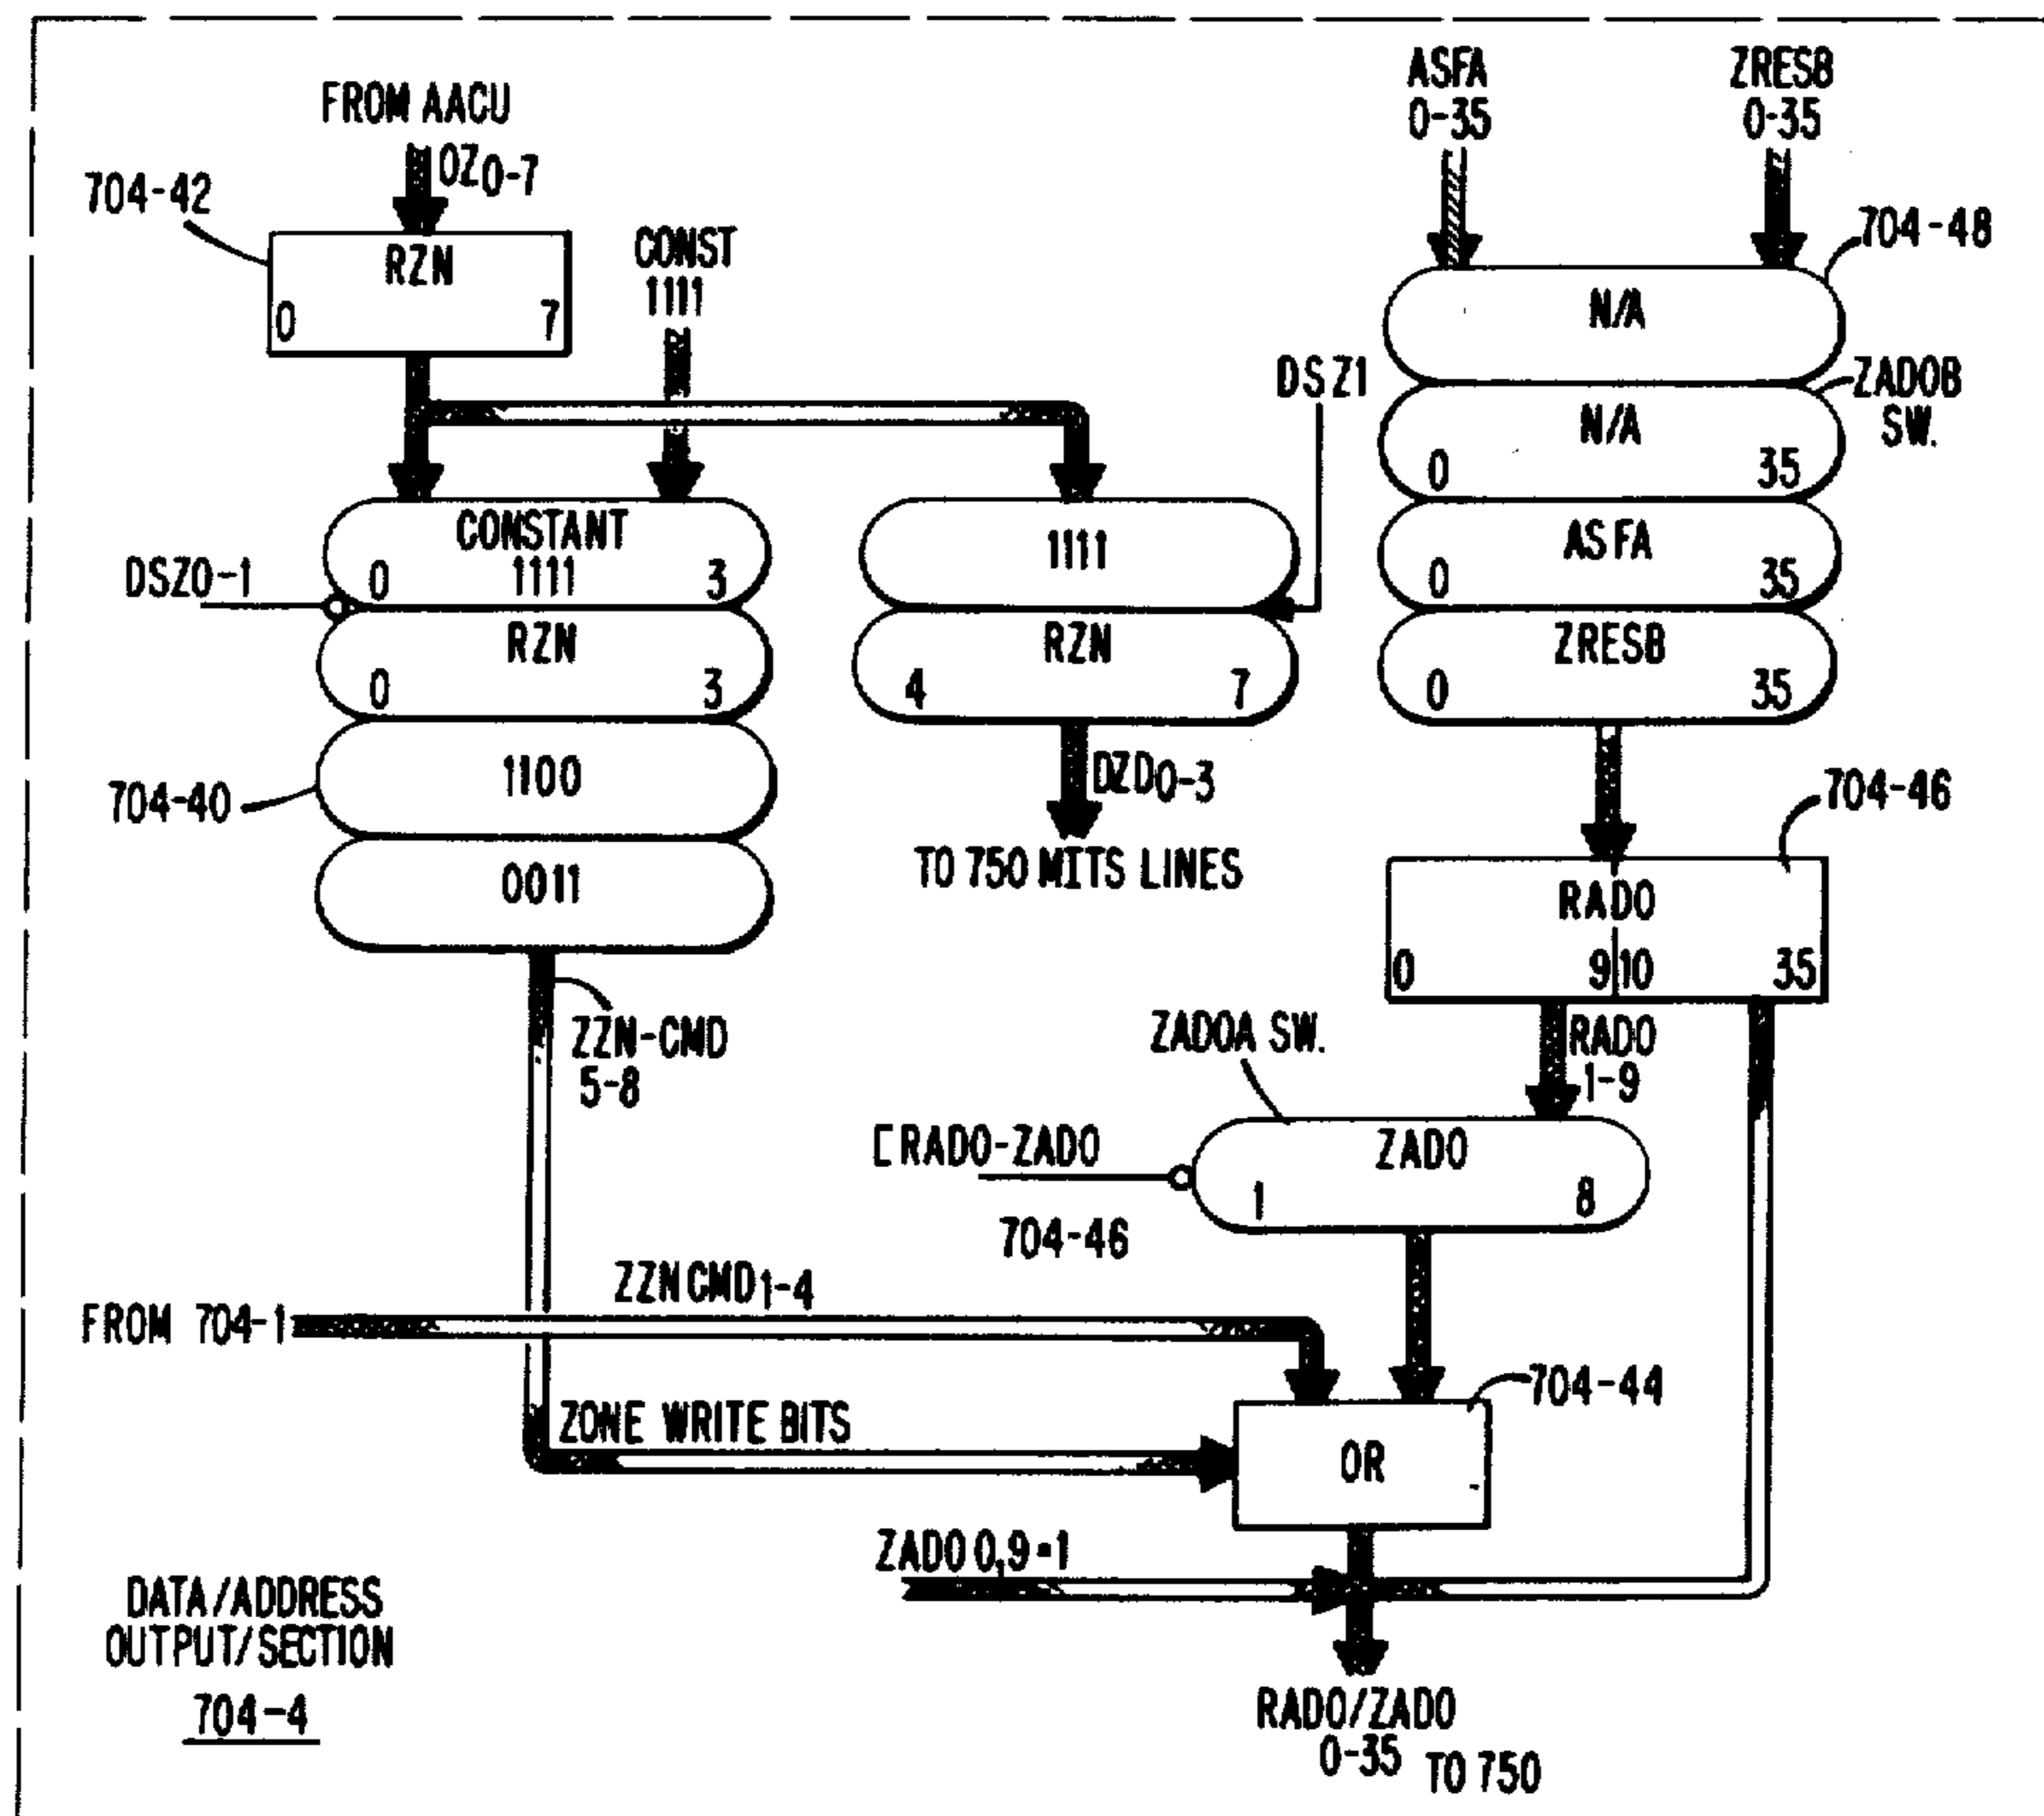 FROM AACU
OZ0-7
704-42
RZN
0 7
CONST
1111
ASFA
0-35
ZRESB
0-35
704-48
N/A
ZADOB
SW.
N/A
0 35
DSZ1
CONSTANT
1111
0 3
1111
ASFA
0 35
DSZ0-1
RZN
0 3
RZN
4 7
ZRESB
0 35
1100
704-40
DZD0-3
TO 750 MITS LINES
704-46
0011
RADO
0 9 10 35
ZZN-CMD
5-8
RADO
1-9
ZADOA SW.
[RADO-ZADO
ZADO
1 8
704-46
ZZNCMD1-4
FROM 704-1
704-44
ZONE WRITE BITS
OR
ZADO 0,9=1
DATA/ADDRESS
OUTPUT/SECTION
704-4
RADO/ZADO
0-35 TO 750